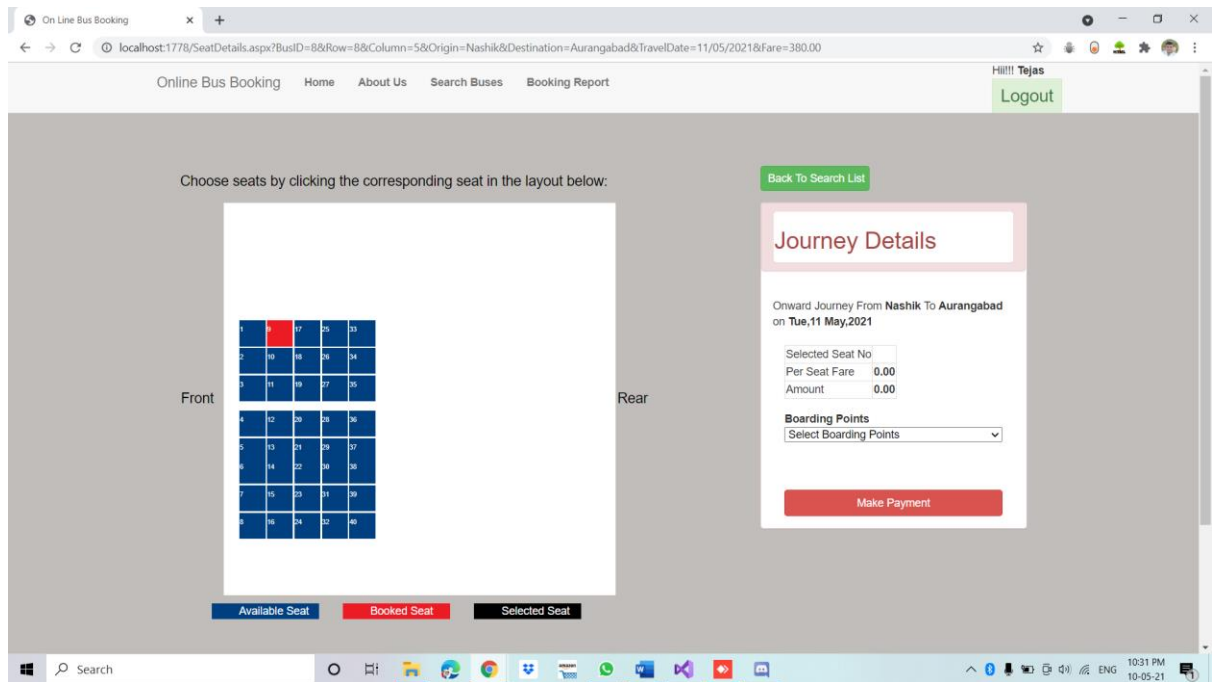 On Line Bus Booking
localhost:1778/SeatDetails.aspx?BusID=8&Row=8&Column=5&Origin=Nashik&Destination=Aurangabad&TravelDate=11/05/2021&Fare=380.00
Online Bus Booking Home About Us Search Buses Booking Report
Hii!!! Tejas
Logout
Choose seats by clicking the corresponding seat in the layout below:
Back To Search List
Journey Details
Onward Journey From Nashik To Aurangabad
on Tue,11 May,2021
Selected Seat No
Per Seat Fare 0.00
Amount 0.00
Boarding Points
Select Boarding Points
Make Payment
Front
Rear
1 9 17 25 33
2 10 18 26 34
3 11 19 27 35
4 12 20 28 36
5 13 21 29 37
6 14 22 30 38
7 15 23 31 39
8 16 24 32 40
Available Seat Booked Seat Selected Seat
Search
ENG
10:31 PM
10-05-21